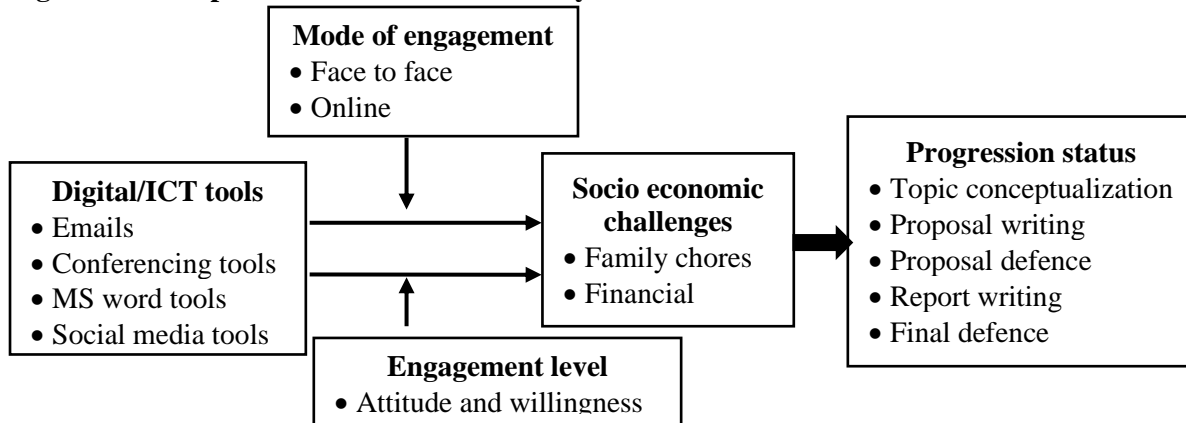 Mode of engagement
• Face to face
• Online
Digital/ICT tools
• Emails
• Conferencing tools
• MS word tools
• Social media tools
Socio economic
challenges
• Family chores
• Financial
Progression status
• Topic conceptualization
• Proposal writing
• Proposal defence
• Report writing
• Final defence
Engagement level
• Attitude and willingness